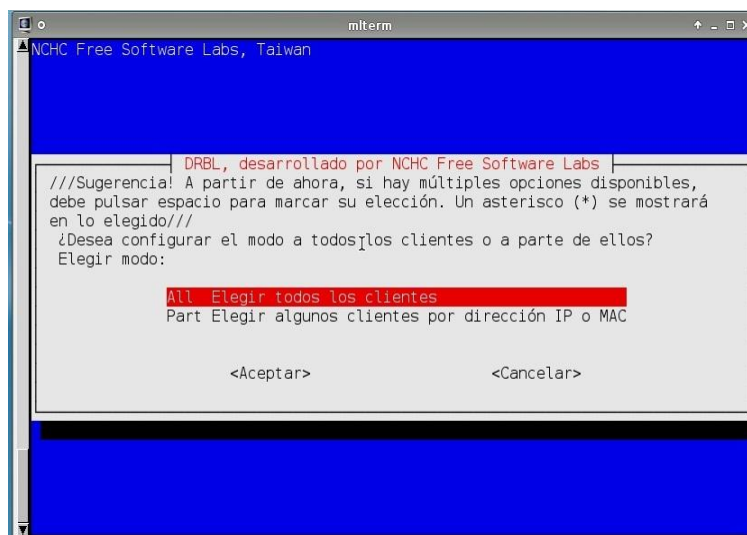 mlterm
NCHC Free Software Labs, Taiwan
DRBL, desarrollado por NCHC Free Software Labs
///Sugerencia! A partir de ahora, si hay múltiples opciones disponibles,
debe pulsar espacio para marcar su elección. Un asterisco (*) se mostrará
en lo elegido///
¿Desea configurar el modo a todos los clientes o a parte de ellos?
Elegir modo:
All Elegir todos los clientes
Part Elegir algunos clientes por dirección IP o MAC
<Aceptar> <Cancelar>